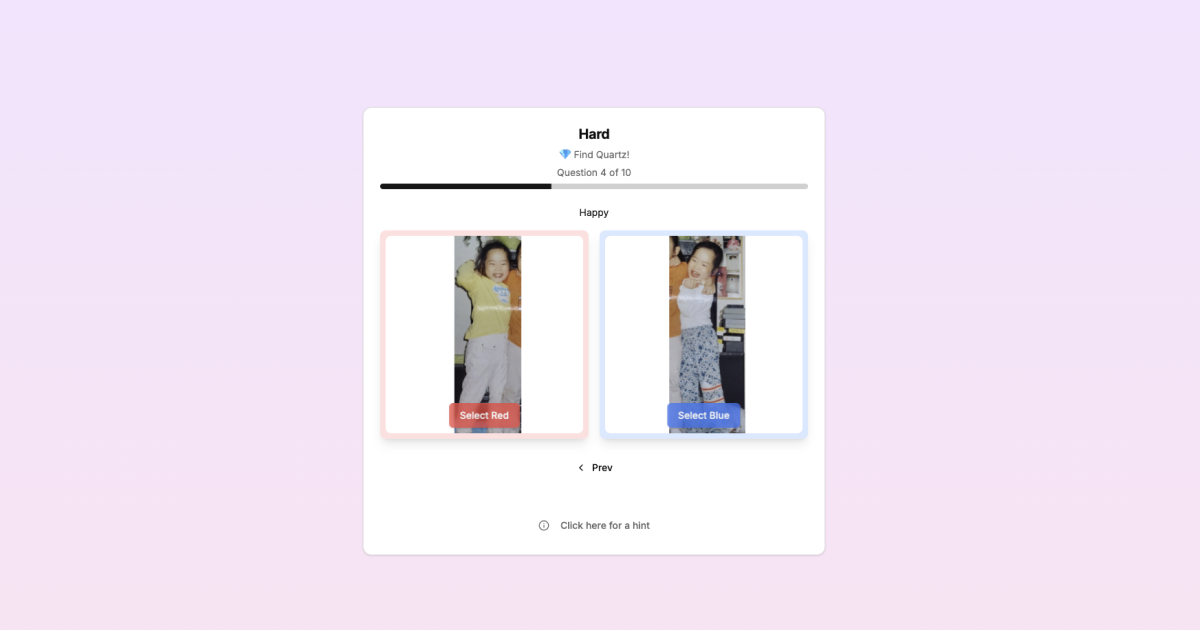 Hard
💎 Find Quartz!
Question 4 of 10
Happy
Select Red
Select Blue
Prev
Click here for a hint